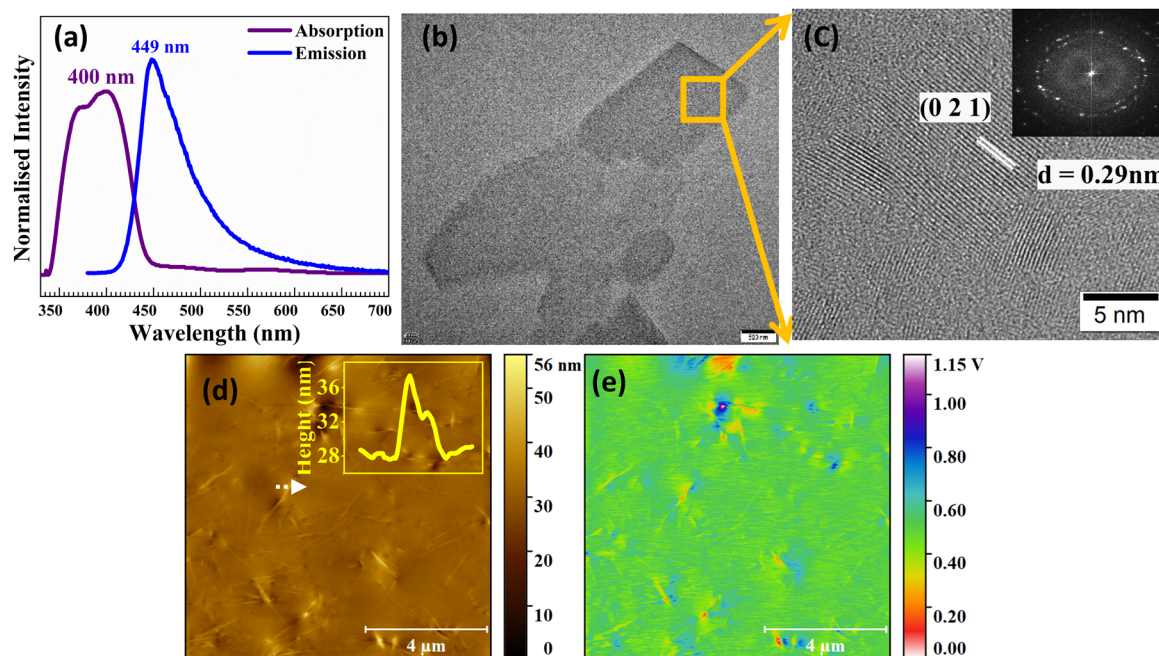 (a)
Absorption
Emission
449 nm
400 nm
Normalised Intensity
350 400 450 500 550 600 650 700
Wavelength (nm)
(b)
(C)
(0 2 1)
d = 0.29nm
5 nm
(d)
Height (nm)
36
32
28
4 µm
56 nm
50
40
30
20
10
0
(e)
4 µm
1.15 V
1.00
0.80
0.60
0.40
0.20
0.00